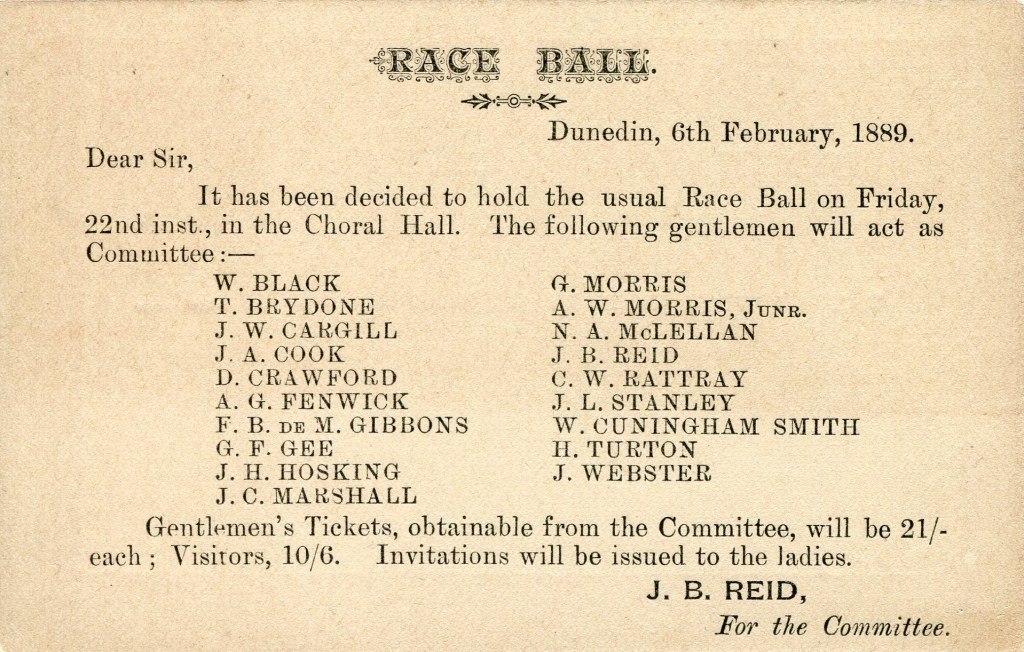 RACE BALL.
Dunedin, 6th February, 1889.
Dear Sir,
It has been decided to hold the usual Race Ball on Friday,
22nd inst., in the Choral Hall. The following gentlemen will act as
Committee :—
W. BLACK
T. BRYDONE
J. W. CARGILL
J. A. COOK
D. CRAWFORD
A. G. FENWICK
F. B. DE M. GIBBONS
G. F. GEE
J. H. HOSKING
J. C. MARSHALL
G. MORRIS
A. W. MORRIS, JUNR.
N. A. McLELLAN
J. B. REID
C. W. RATTRAY
J. L. STANLEY
W. CUNINGHAM SMITH
H. TURTON
J. WEBSTER
Gentlemen's Tickets, obtainable from the Committee, will be 21/-
each ; Visitors, 10/6. Invitations will be issued to the ladies.
J. B. REID,
For the Committee.